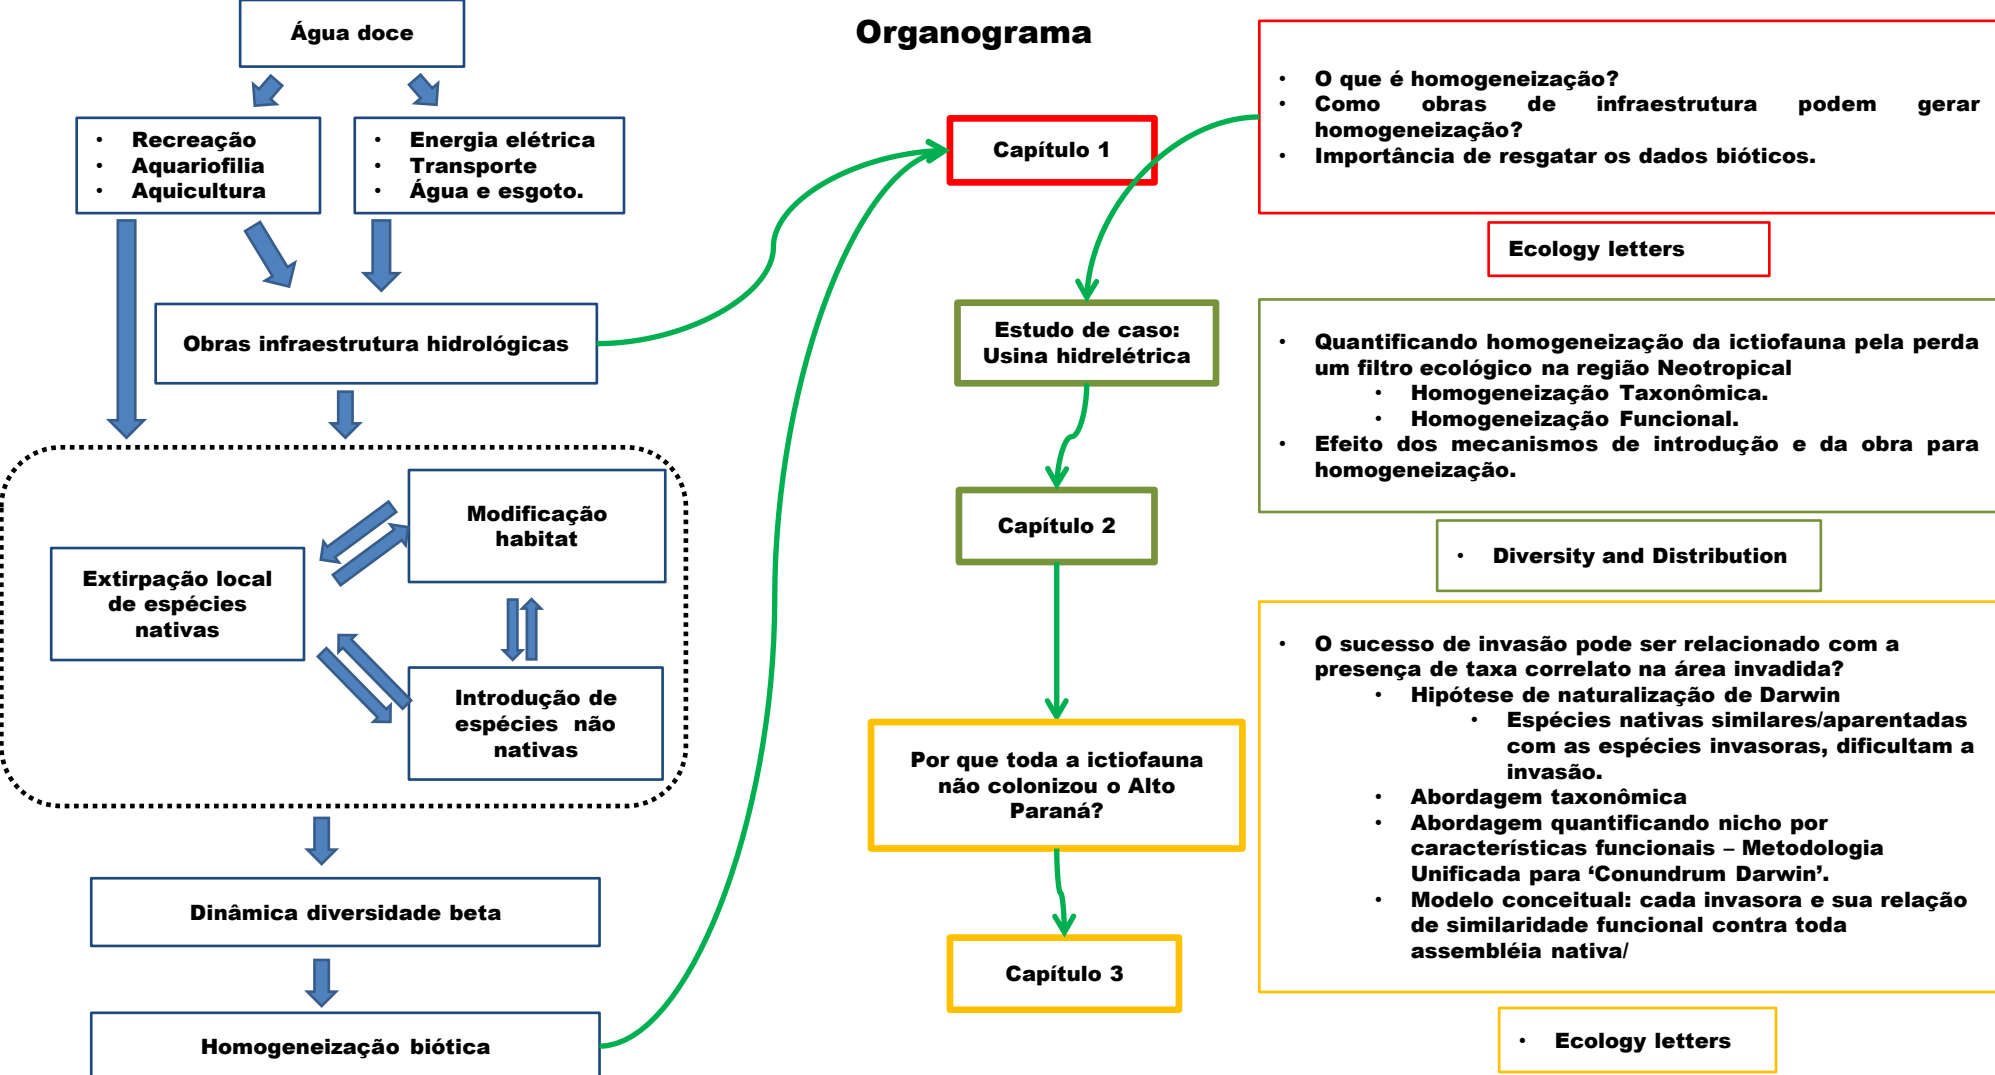 Organograma
Água doce
• Recreação
• Aquariofilia
• Aquicultura
• Energia elétrica
• Transporte
• Água e esgoto.
Obras infraestrutura hidrológicas
Modificação
habitat
Extirpação local
de espécies
nativas
Introdução de
espécies não
nativas
Dinâmica diversidade beta
Homogeneização biótica
Capítulo 1
Estudo de caso:
Usina hidrelétrica
Capítulo 2
Por que toda a ictiofauna
não colonizou o Alto
Paraná?
Capítulo 3
• O que é homogeneização?
• Como obras de infraestrutura podem gerar
homogeneização?
• Importância de resgatar os dados bióticos.
Ecology letters
• Quantificando homogeneização da ictiofauna pela perda
um filtro ecológico na região Neotropical
• Homogeneização Taxonômica.
• Homogeneização Funcional.
• Efeito dos mecanismos de introdução e da obra para
homogeneização.
• Diversity and Distribution
• O sucesso de invasão pode ser relacionado com a
presença de taxa correlato na área invadida?
• Hipótese de naturalização de Darwin
• Espécies nativas similares/aparentadas
com as espécies invasoras, dificultam a
invasão.
• Abordagem taxonômica
• Abordagem quantificando nicho por
características funcionais – Metodologia
Unificada para ‘Conundrum Darwin’.
• Modelo conceitual: cada invasora e sua relação
de similaridade funcional contra toda
assembléia nativa/
• Ecology letters